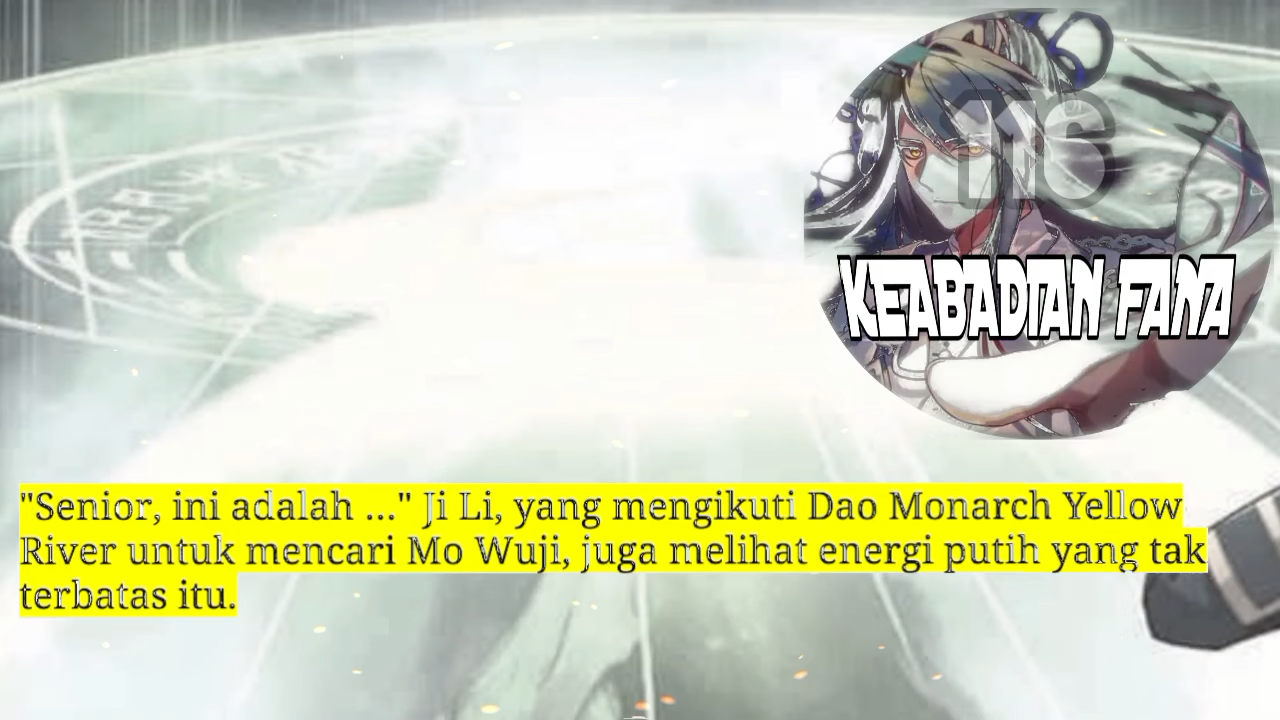 116
KEABADIAN FANA
"Senior, ini adalah ..." Ji Li, yang mengikuti Dao Monarch Yellow
River untuk mencari Mo Wuji, juga melihat energi putih yang tak
terbatas itu.